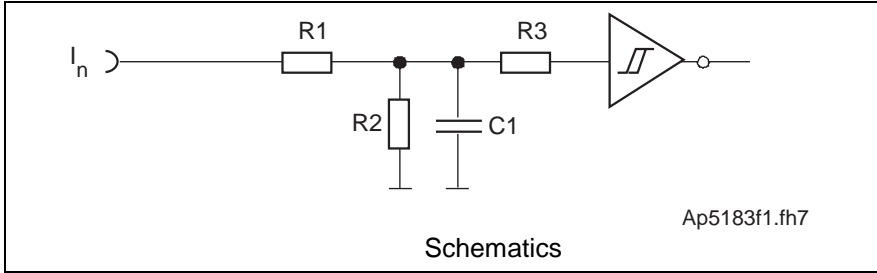 R1
R3
In
R2
C1
Ap5183f1.fh7
Schematics